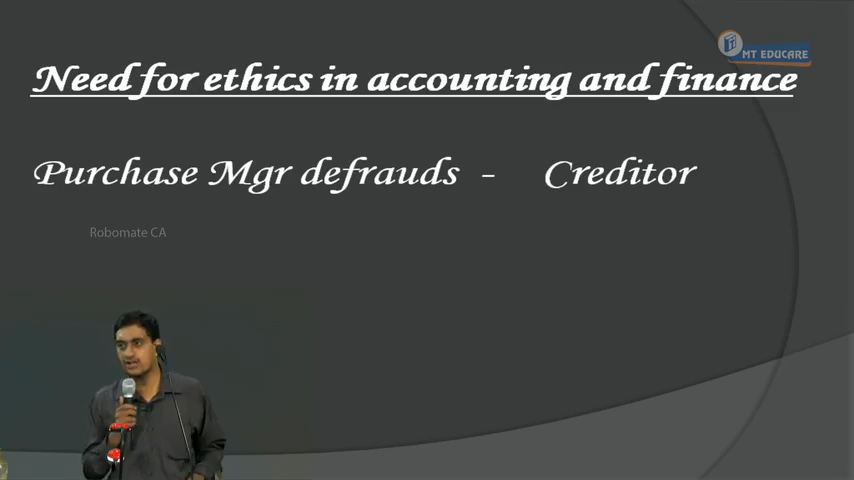 MT EDUCARE
Need for ethics in accounting and finance
Purchase Mgr defrauds - Creditor
Robomate CA